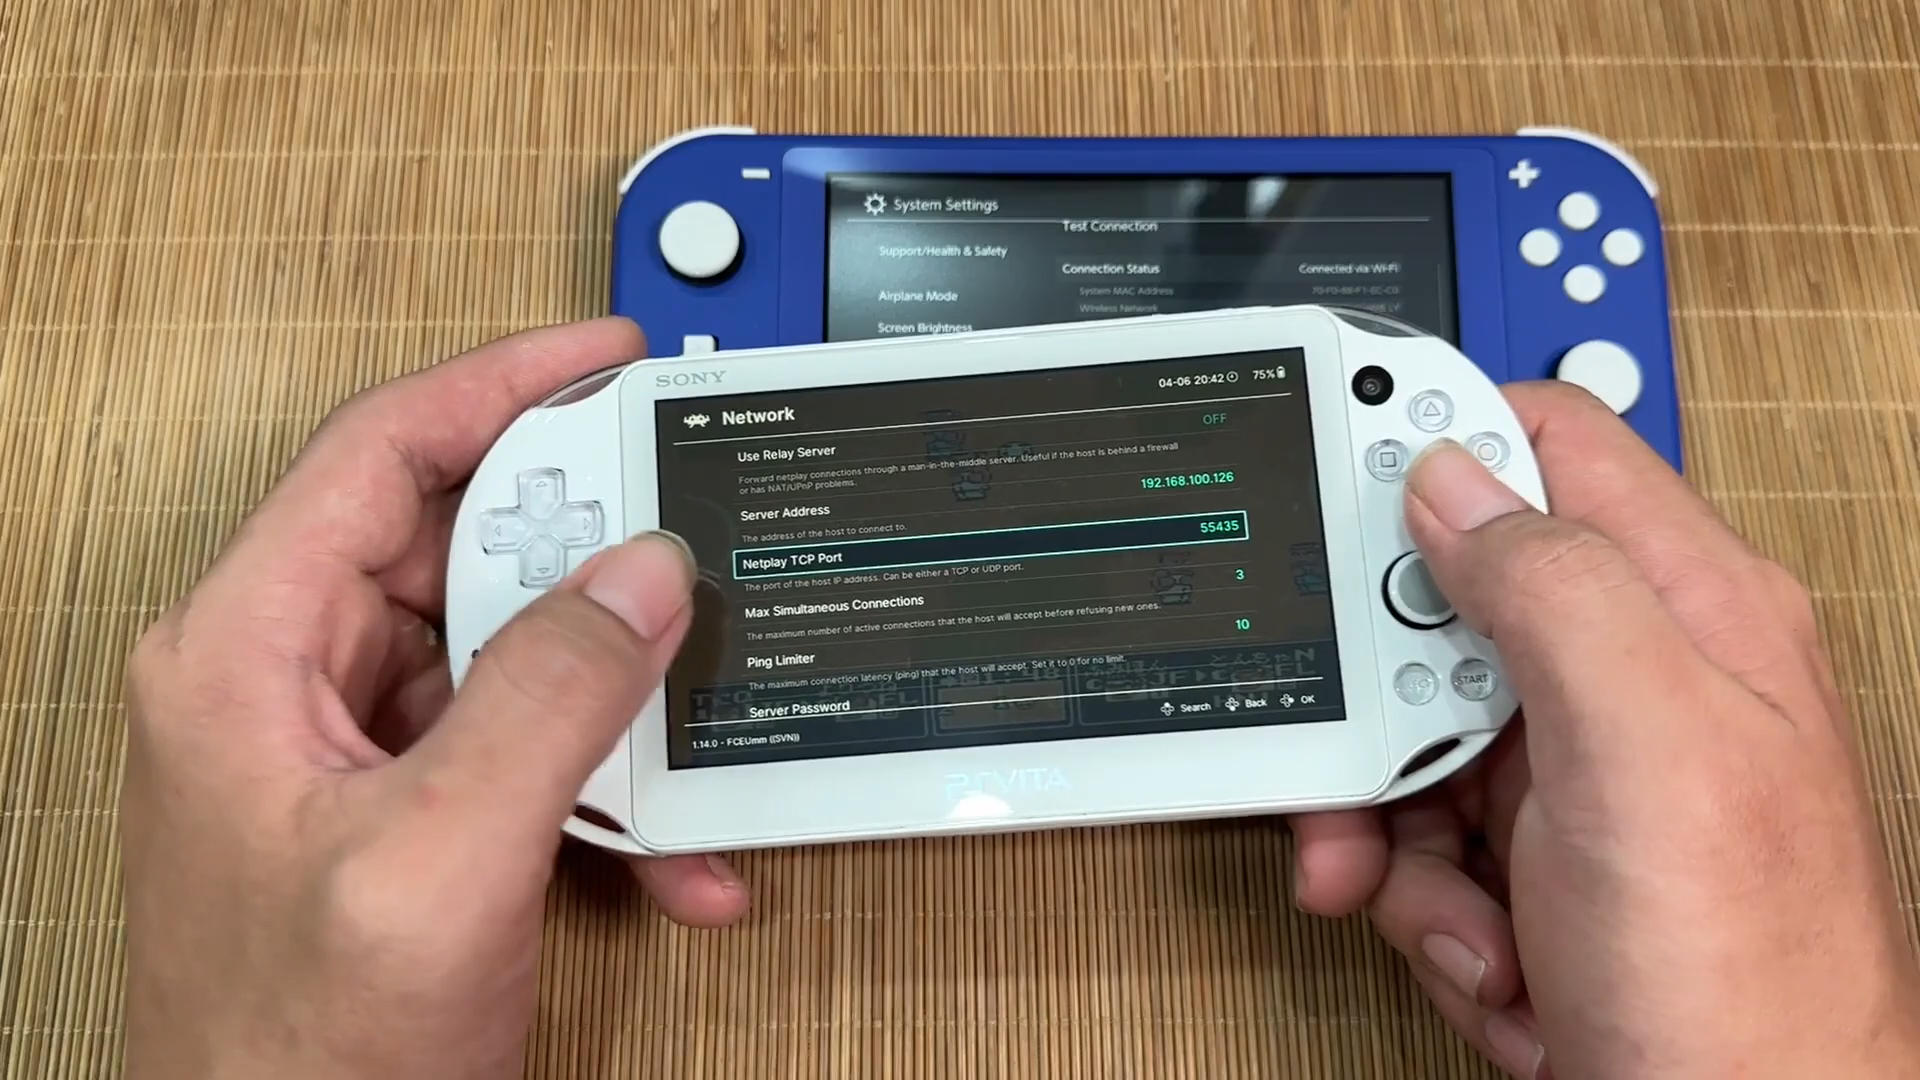 System Settings
Test Connection
Support/Health & Safety
Connection Status Connected via Wi-Fi
System MAC Address
Airplane Mode
Wireless Network
Screen Brightness
SONY
04-06 20:42 75%
Network
Use Relay Server OFF
Forward netplay connections through a man-in-the-middle server. Useful if the host is behind a firewall
or has NAT/UPnP problems.
Server Address 192.168.100.126
The address of the host to connect to.
Netplay TCP Port 55435
The port of the host IP address. Can be either a TCP or UDP port.
Max Simultaneous Connections 3
The maximum number of active connections that the host will accept before refusing new ones.
Ping Limiter 10
The maximum connection latency (ping) that the host will accept. Set it to 0 for no limit.
Server Password
Search Back OK
1.14.0 - FCEUmm ((SVN))
START
PSVITA